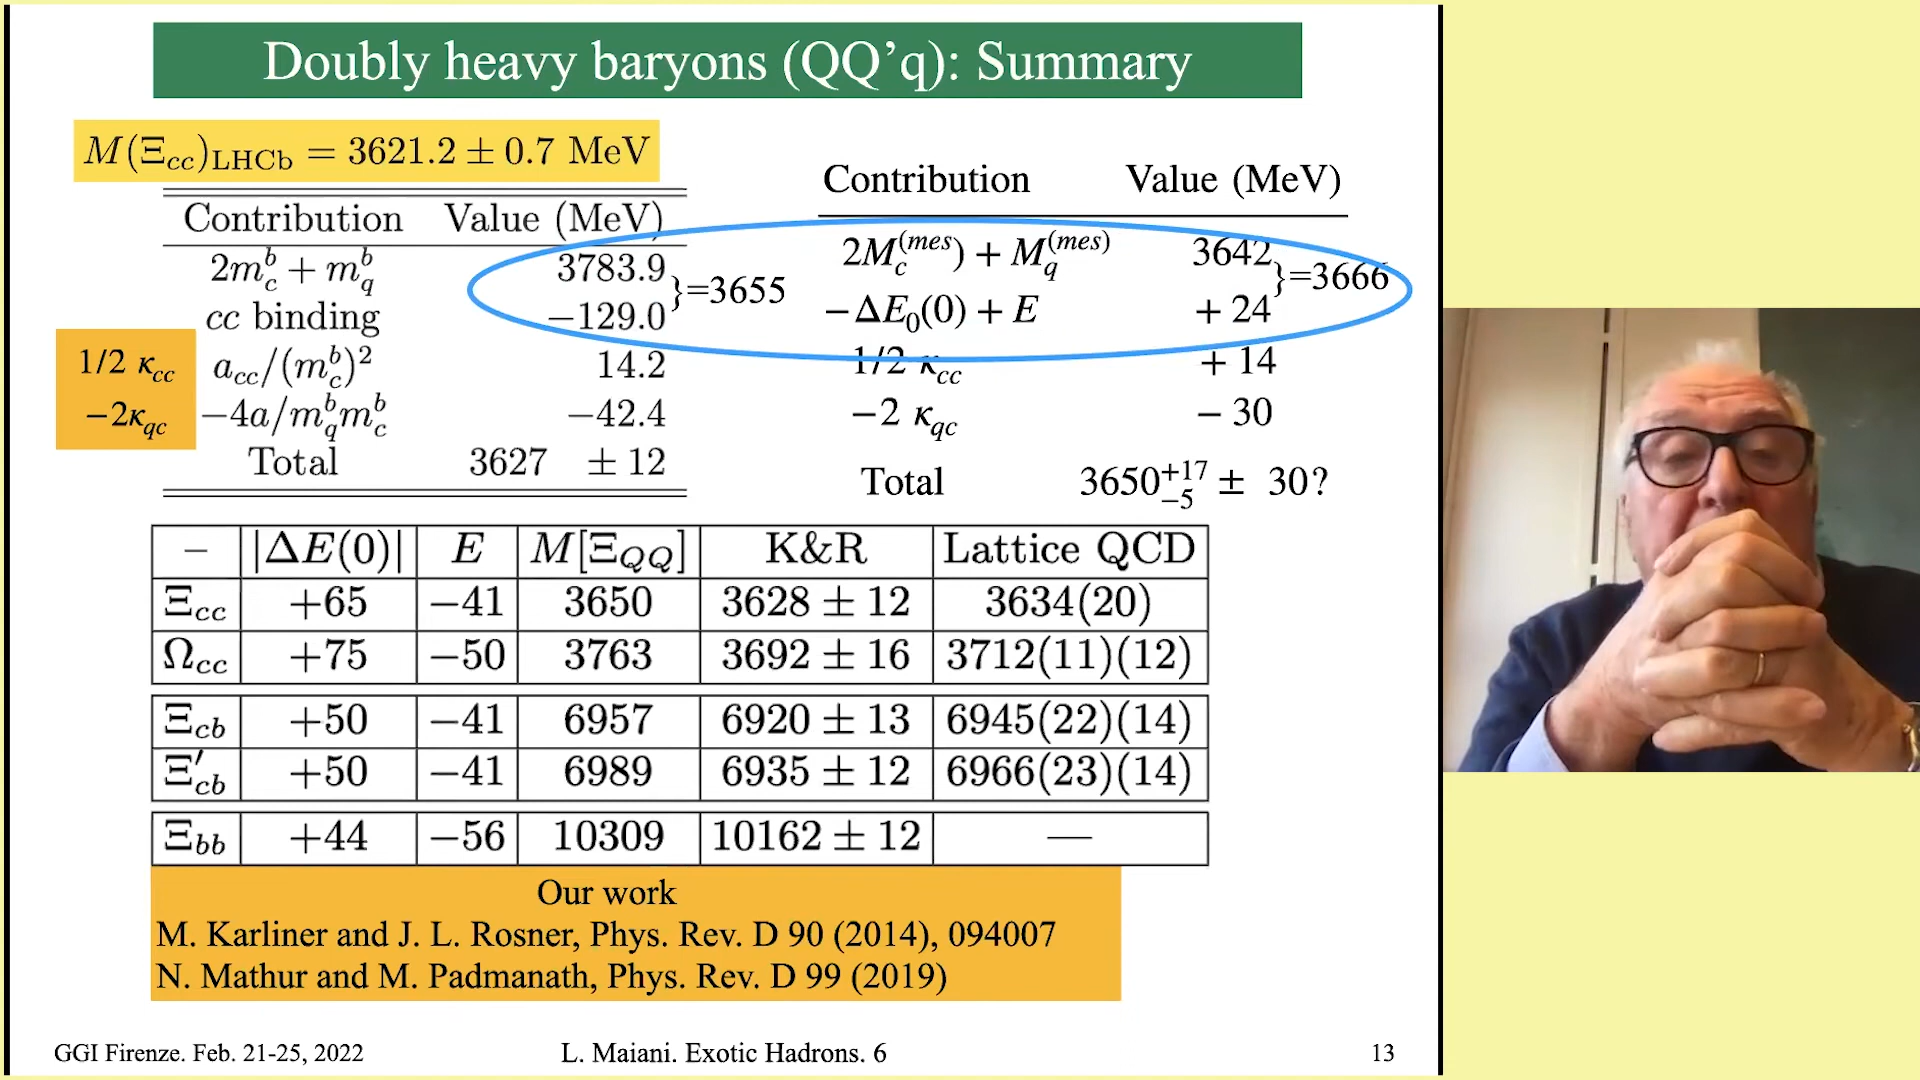 Doubly heavy baryons (QQ’q): Summary
M(Ξcc)LHCb = 3621.2 ± 0.7 MeV
Contribution Value (MeV)
2m_c^b + m_q^b 3783.9
cc binding −129.0
}=3655
1/2 κcc a_cc/(m_c^b)^2 14.2
−2κqc −4a/m_q^b m_c^b −42.4
Total 3627 ± 12
Contribution Value (MeV)
2M_c^(mes) + M_q^(mes) 3642
−ΔE₀(0) + E + 24
}=3666
1/2 κcc + 14
−2 κqc − 30
Total 3650 +17 −5 ± 30?
– |ΔE(0)| E M[ΞQQ] K&R Lattice QCD
Ξcc +65 −41 3650 3628 ± 12 3634(20)
Ωcc +75 −50 3763 3692 ± 16 3712(11)(12)
Ξcb +50 −41 6957 6920 ± 13 6945(22)(14)
Ξ′cb +50 −41 6989 6935 ± 12 6966(23)(14)
Ξbb +44 −56 10309 10162 ± 12 —
Our work
M. Karliner and J. L. Rosner, Phys. Rev. D 90 (2014), 094007
N. Mathur and M. Padmanath, Phys. Rev. D 99 (2019)
GGI Firenze. Feb. 21-25, 2022 L. Maiani. Exotic Hadrons. 6 13